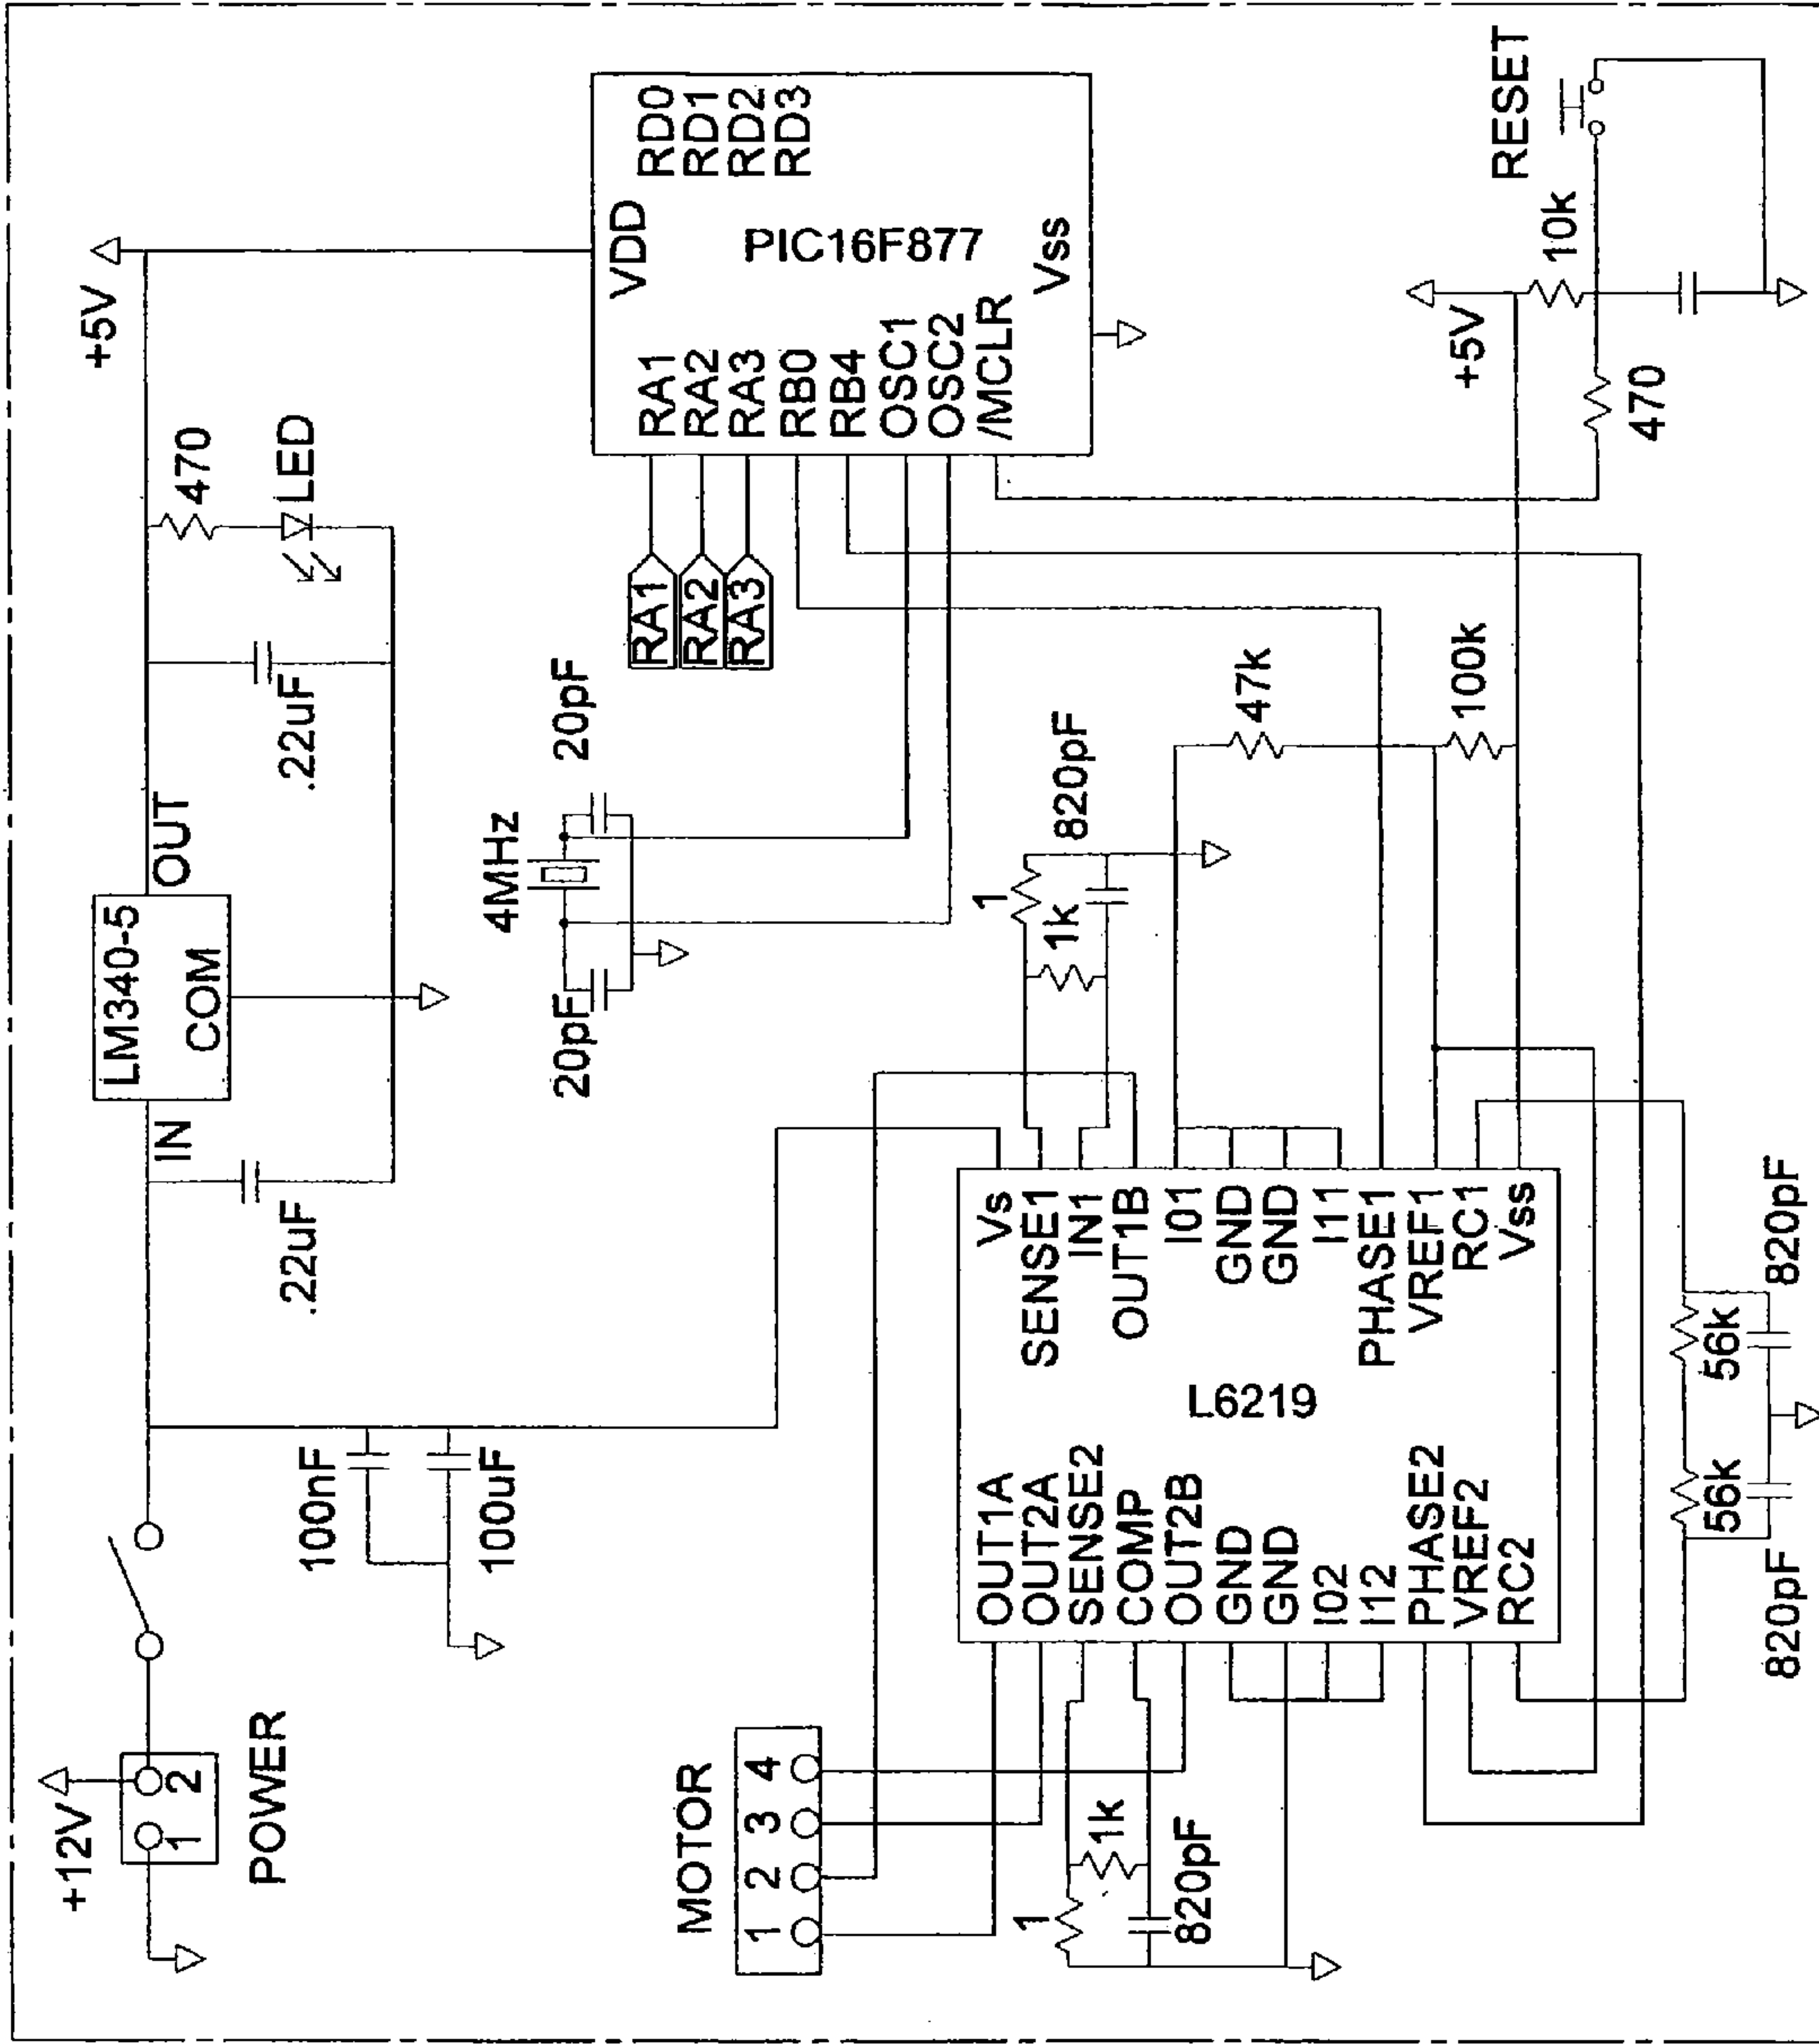 +12V
1
2
POWER
IN
LM340-5
COM
OUT
.22uF
.22uF
470
LED
+5V
100nF
100uF
20pF
4MHz
20pF
RA1
RA2
RA3
VDD
RA1
RA2
RA3
RB0
RB4
OSC1
OSC2
/MCLR
RD0
RD1
RD2
RD3
PIC16F877
Vss
MOTOR
1
2
3
4
1
1k
820pF
OUT1A
OUT2A
SENSE2
COMP
OUT2B
GND
GND
I02
I12
PHASE2
VREF2
RC2
L6219
Vs
SENSE1
IN1
OUT1B
I01
GND
GND
I11
PHASE1
VREF1
RC1
Vss
1
1k
820pF
47k
100k
820pF
56k
56k
820pF
+5V
10k
470
RESET